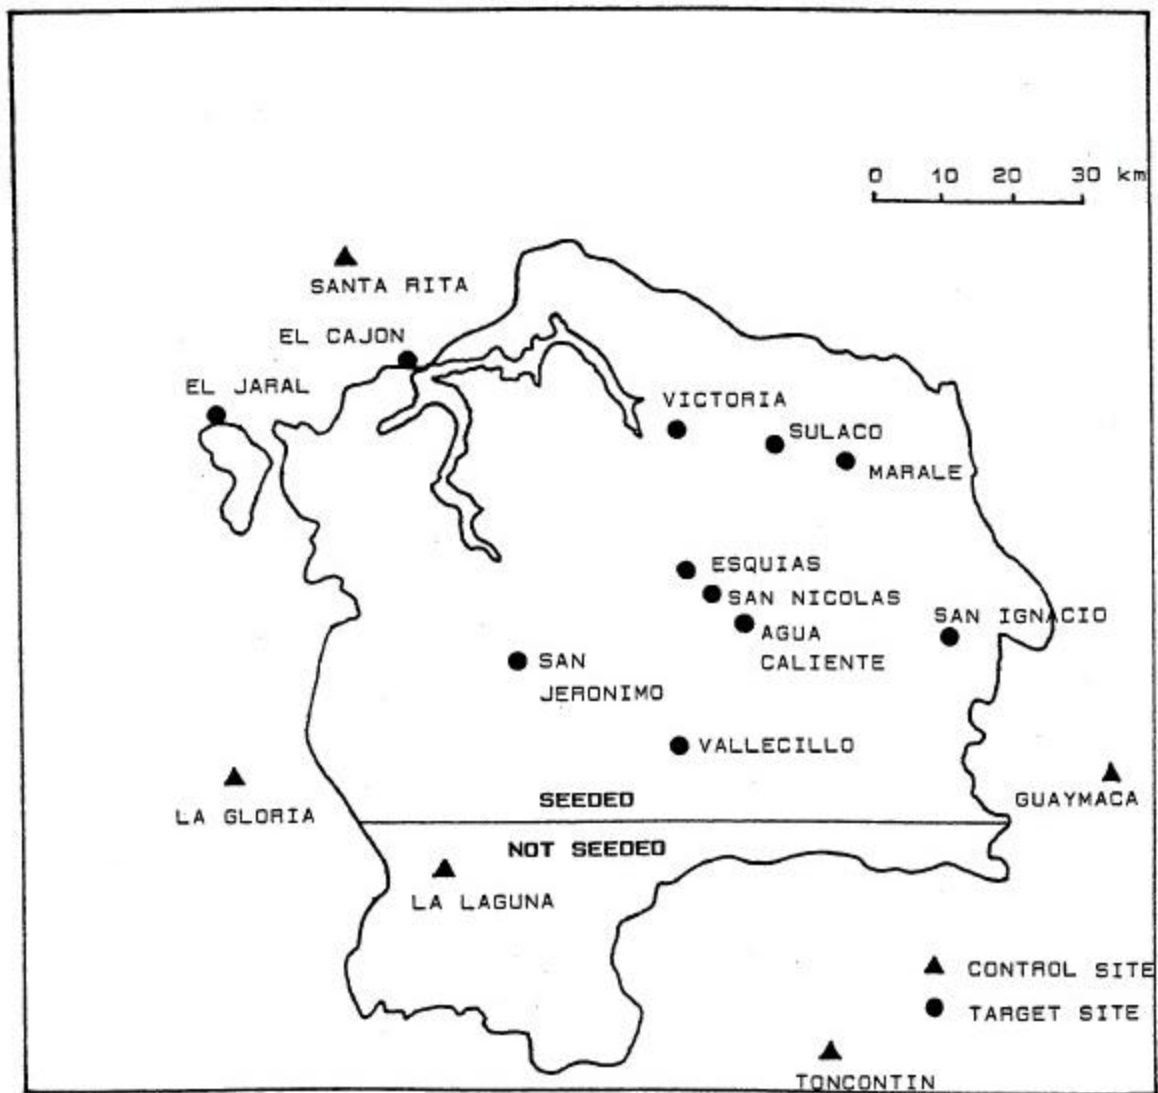 0 10 20 30 km
SANTA RITA
EL CAJON
EL JARAL
VICTORIA
SULACO
MARALE
ESQUIAS
SAN NICOLAS
SAN IGNACIO
AGUA
CALIENTE
SAN
JERONIMO
VALLECILLO
SEEDED
GUAYMACA
LA GLORIA
NOT SEEDED
LA LAGUNA
CONTROL SITE
TARGET SITE
TONCONTIN